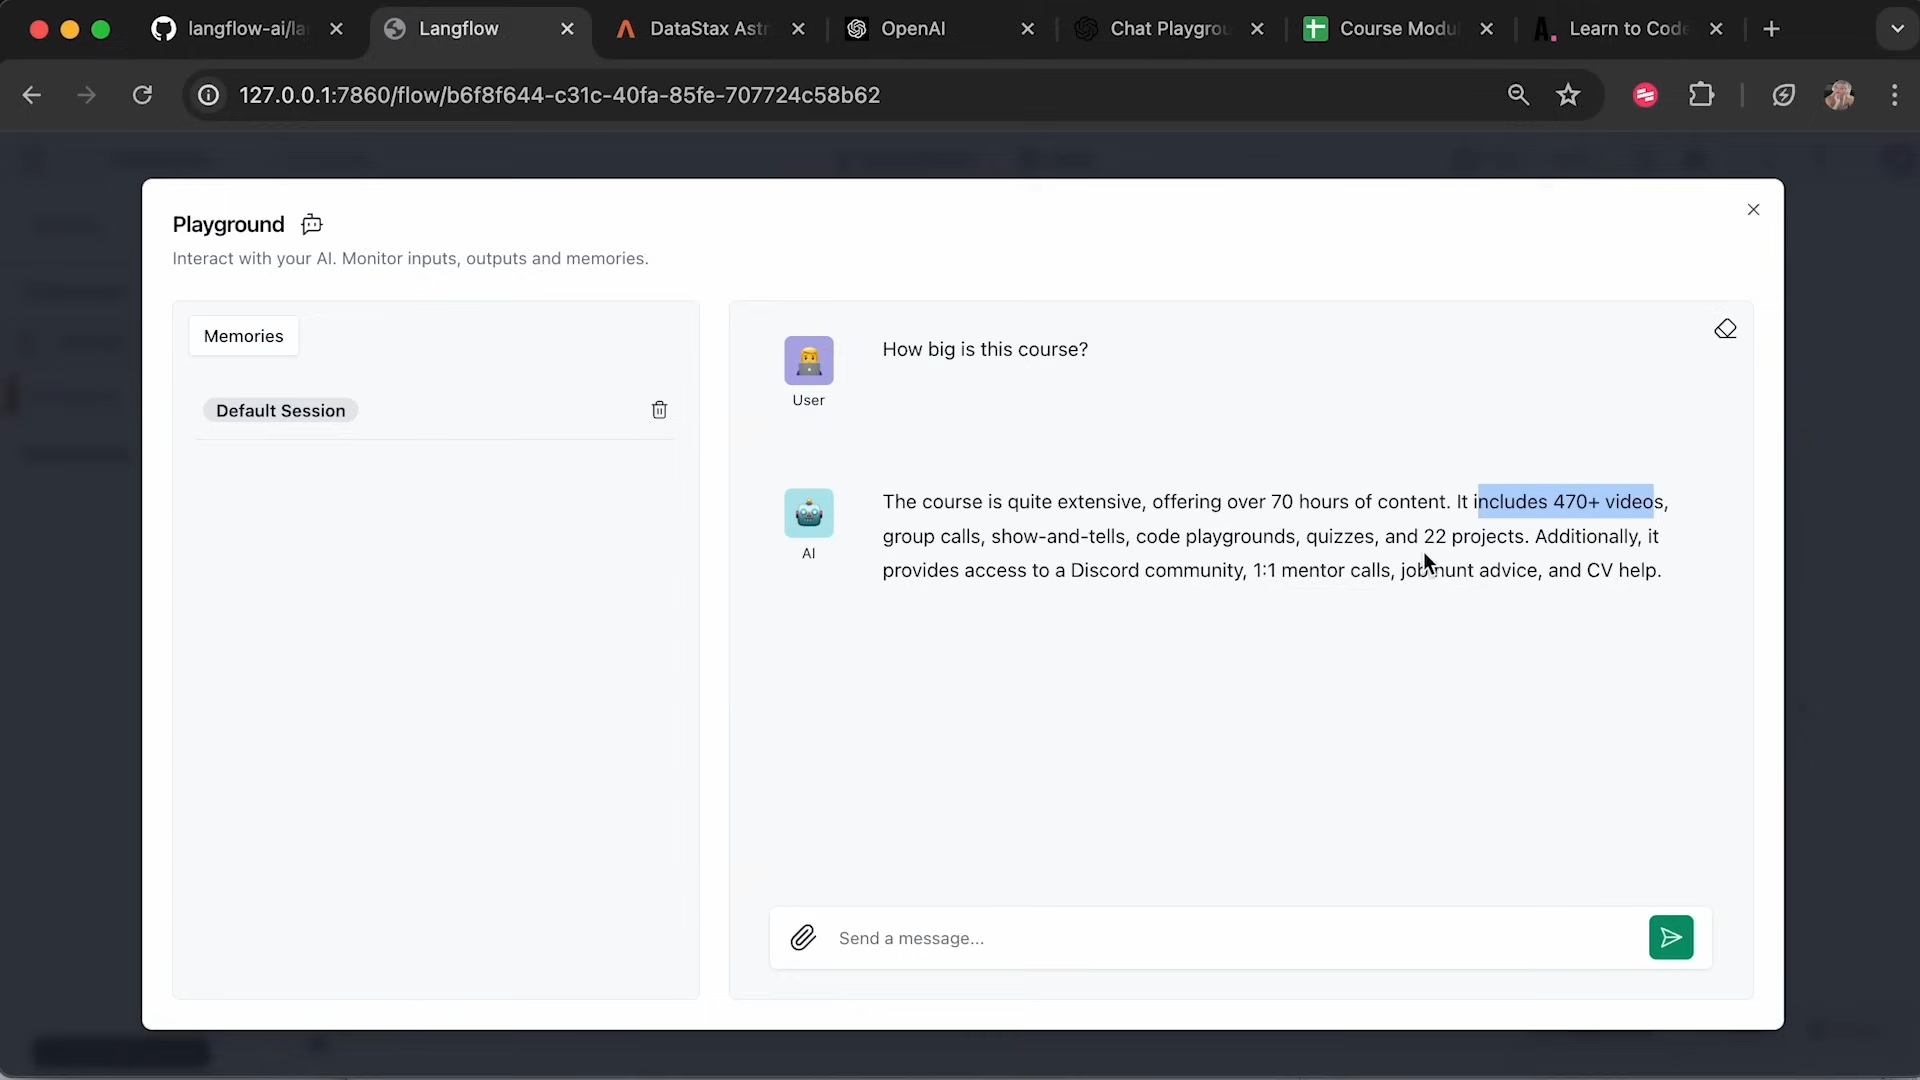 langflow-ai/la
Langflow
DataStax Astr
OpenAI
Chat Playgrou
Course Modul
Learn to Code
127.0.0.1:7860/flow/b6f8f644-c31c-40fa-85fe-707724c58b62
Playground
Interact with your AI. Monitor inputs, outputs and memories.
Memories
Default Session
How big is this course?
User
The course is quite extensive, offering over 70 hours of content. It includes 470+ videos,
group calls, show-and-tells, code playgrounds, quizzes, and 22 projects. Additionally, it
provides access to a Discord community, 1:1 mentor calls, job hunt advice, and CV help.
AI
Send a message...